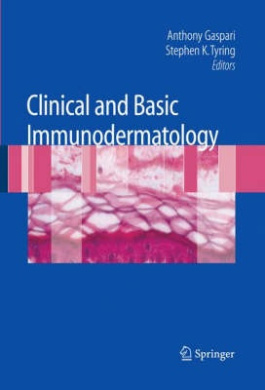 Anthony Gaspari
Stephen K. Tyring
Editors
Clinical and Basic
Immunodermatology
Springer